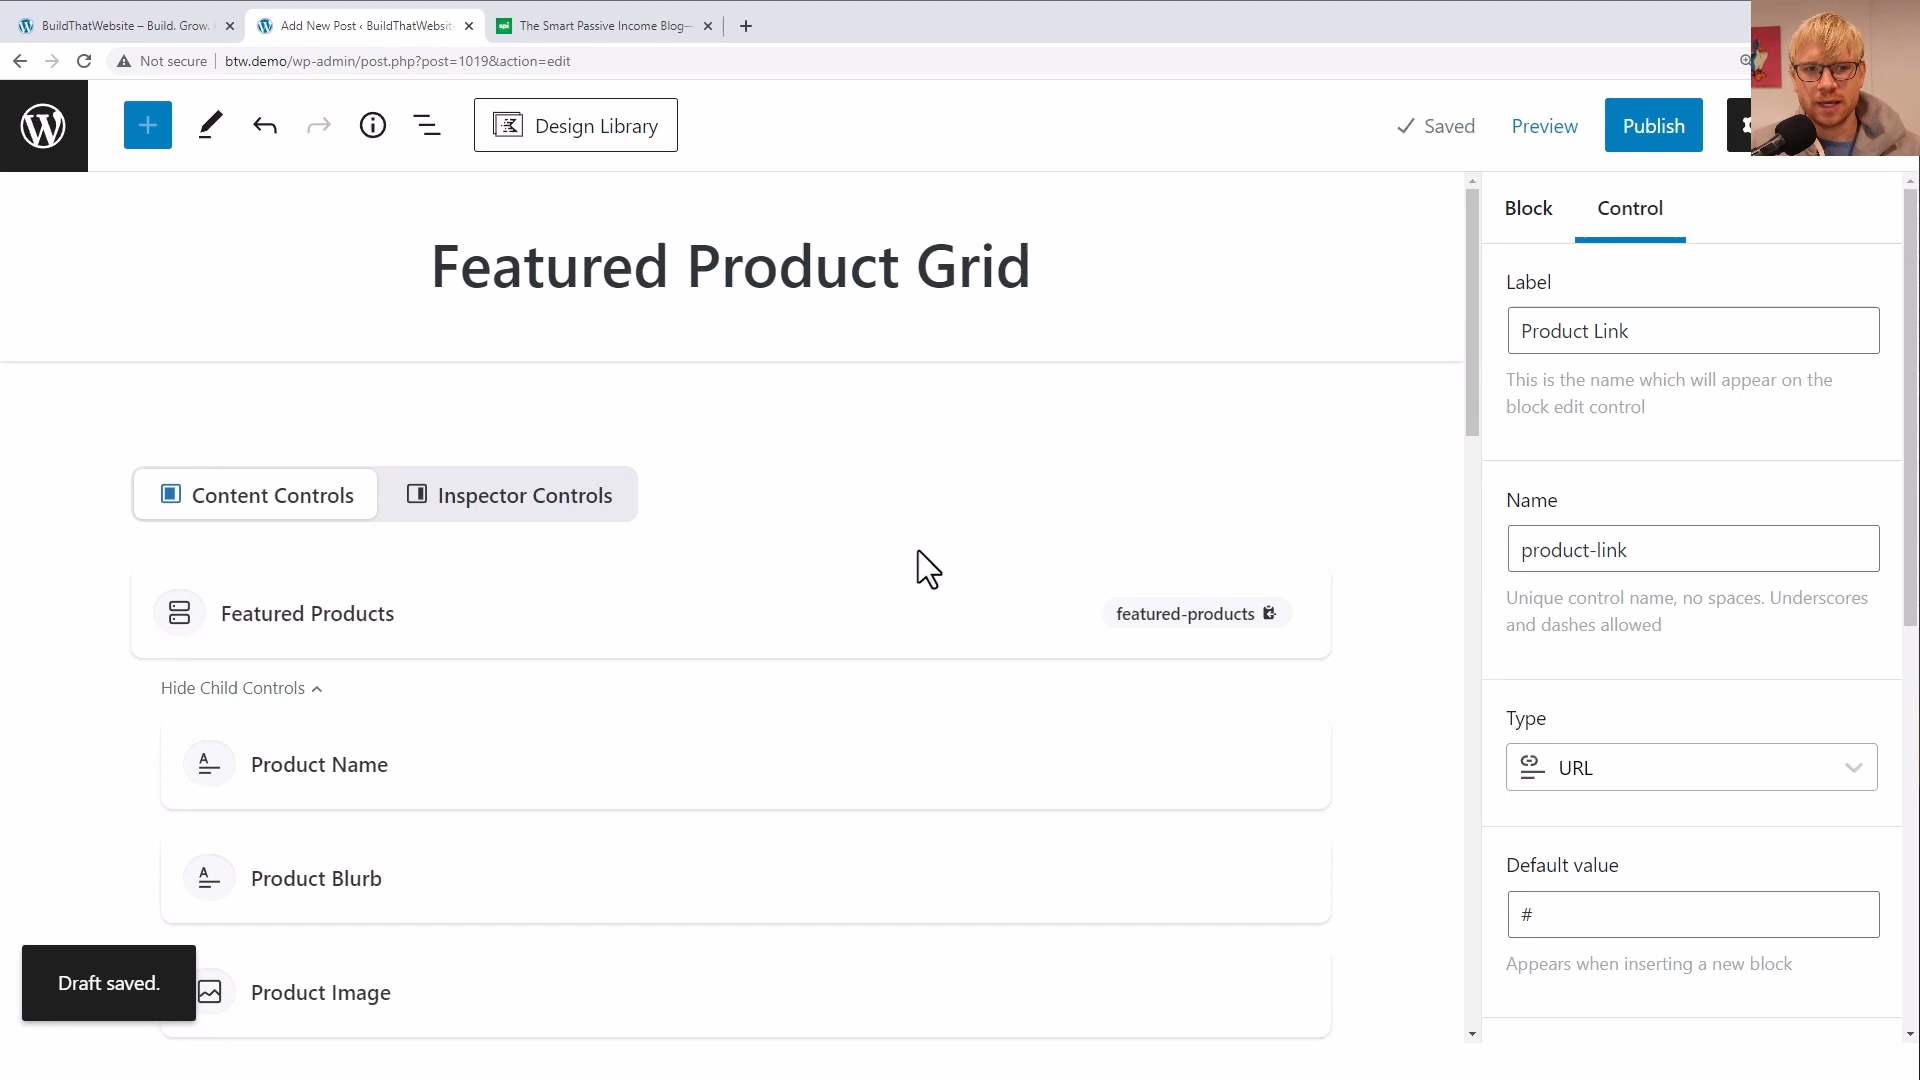 BuildThatWebsite – Build. Grow.
Add New Post ‹ BuildThatWebsite
spi The Smart Passive Income Blog—
Not secure | btw.demo/wp-admin/post.php?post=1019&action=edit
Design Library
Saved
Preview
Publish
Featured Product Grid
Block
Control
Label
Product Link
This is the name which will appear on the
block edit control
Content Controls
Inspector Controls
Name
product-link
Unique control name, no spaces. Underscores
and dashes allowed
Featured Products
featured-products
Hide Child Controls
Type
URL
Product Name
Product Blurb
Default value
#
Appears when inserting a new block
Draft saved.
Product Image